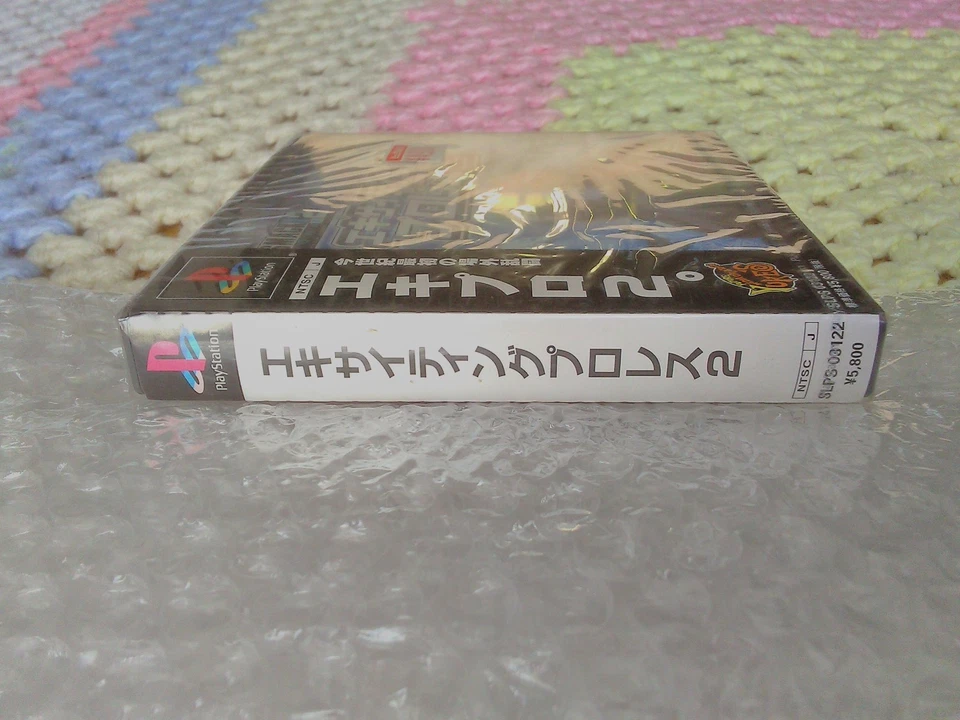 PlayStation
NTSC J
今世紀最初の場外乱闘
エキプロ2。
PlayStation
エキサイティングプロレス2
NTSC J
SLPS-03122
¥5,800